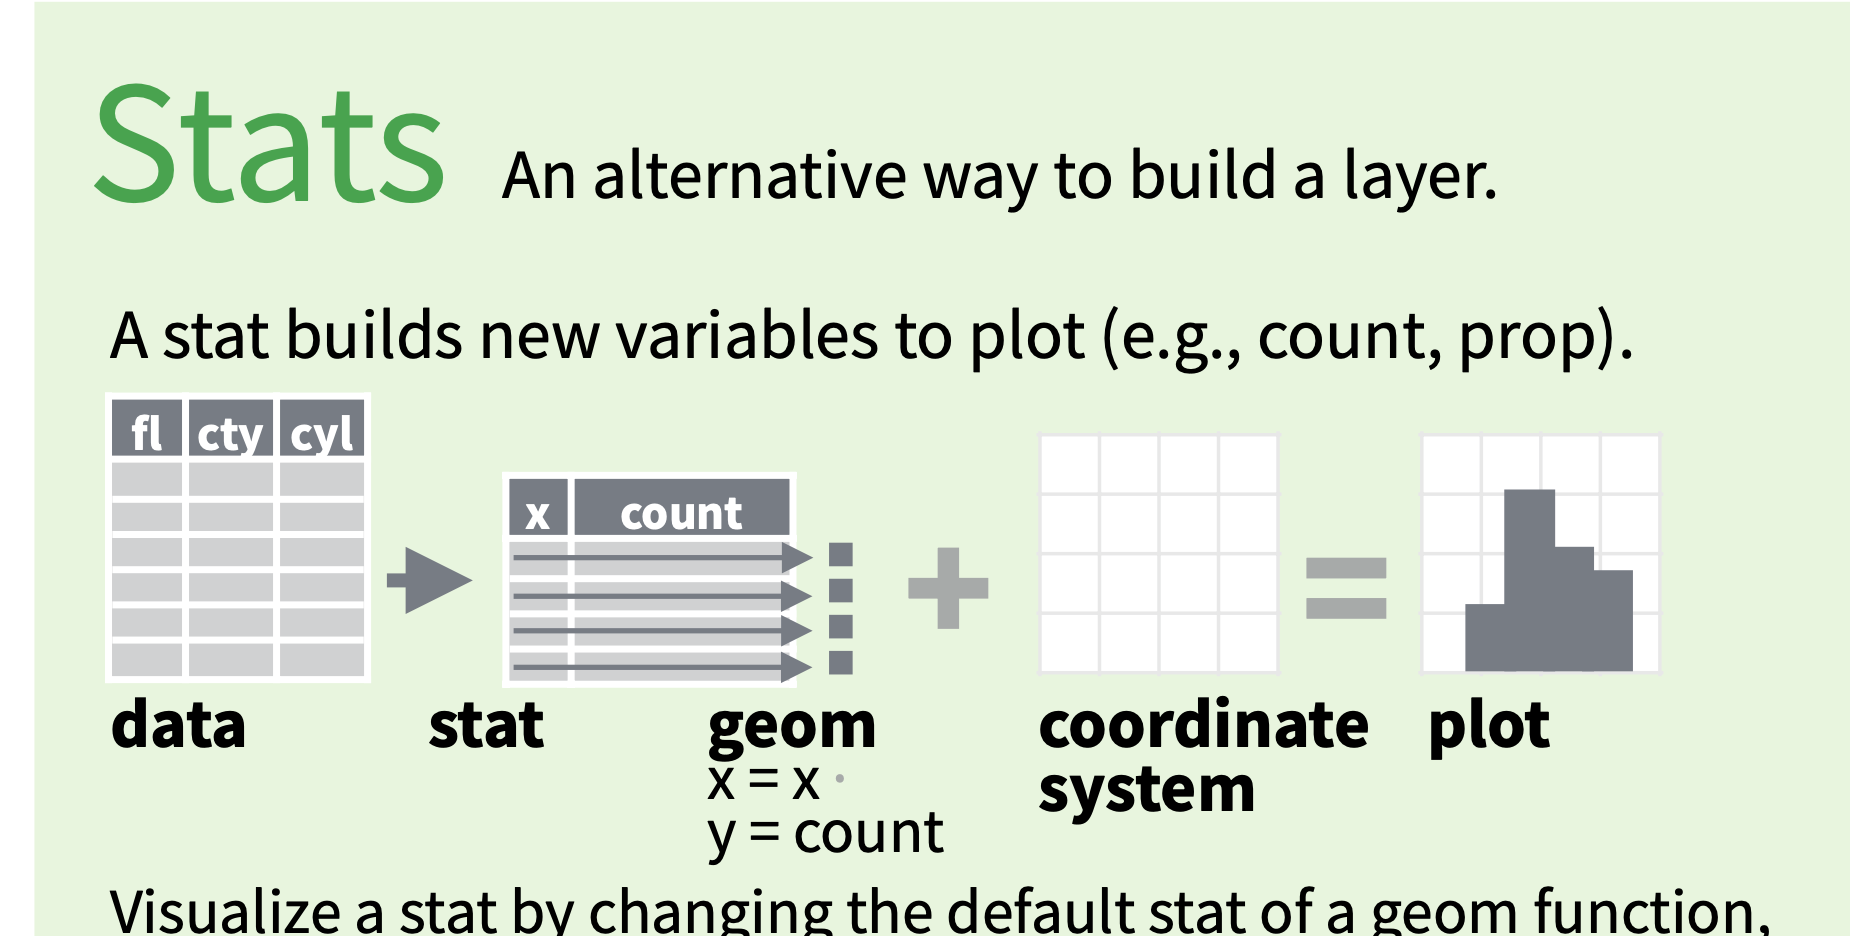 Stats An alternative way to build a layer.
A stat builds new variables to plot (e.g., count, prop).
fl cty cyl
x count
data stat geom coordinate system plot
x = x
y = count
Visualize a stat by changing the default stat of a geom function,